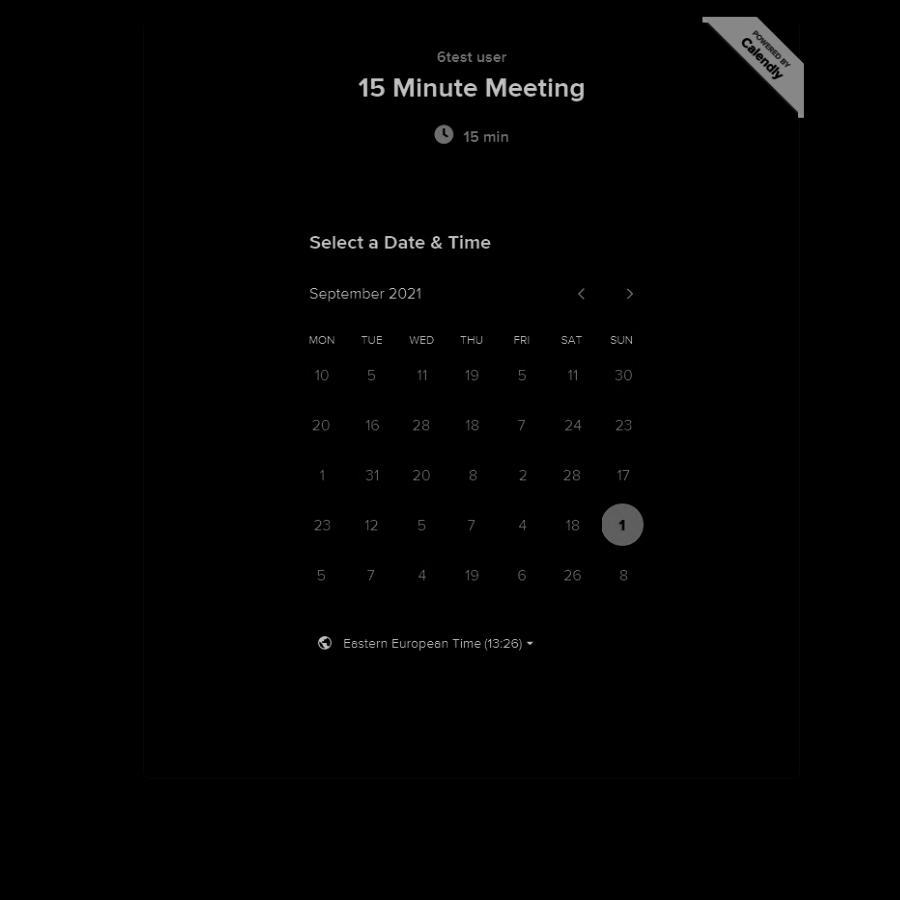 POWERED BY
Calendly
6test user
15 Minute Meeting
15 min
Select a Date & Time
September 2021
MON TUE WED THU FRI SAT SUN
10 5 11 19 5 11 30
20 16 28 18 7 24 23
1 31 20 8 2 28 17
23 12 5 7 4 18 1
5 7 4 19 6 26 8
Eastern European Time (13:26)